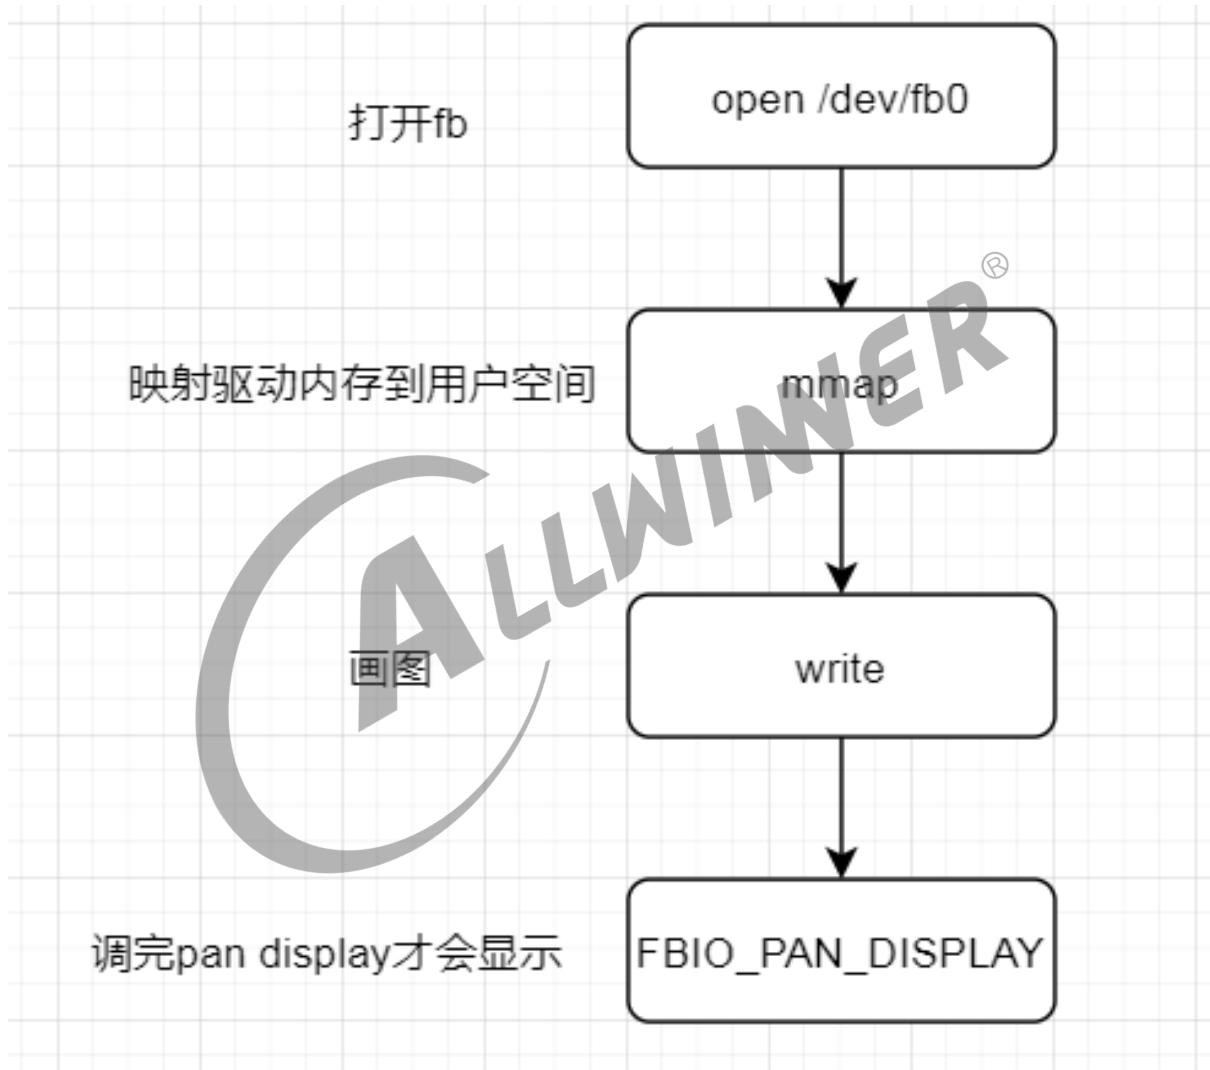 打开fb
open /dev/fb0
映射驱动内存到用户空间
mmap
ALLWINNER®
画图
write
调完pan display才会显示
FBIO_PAN_DISPLAY